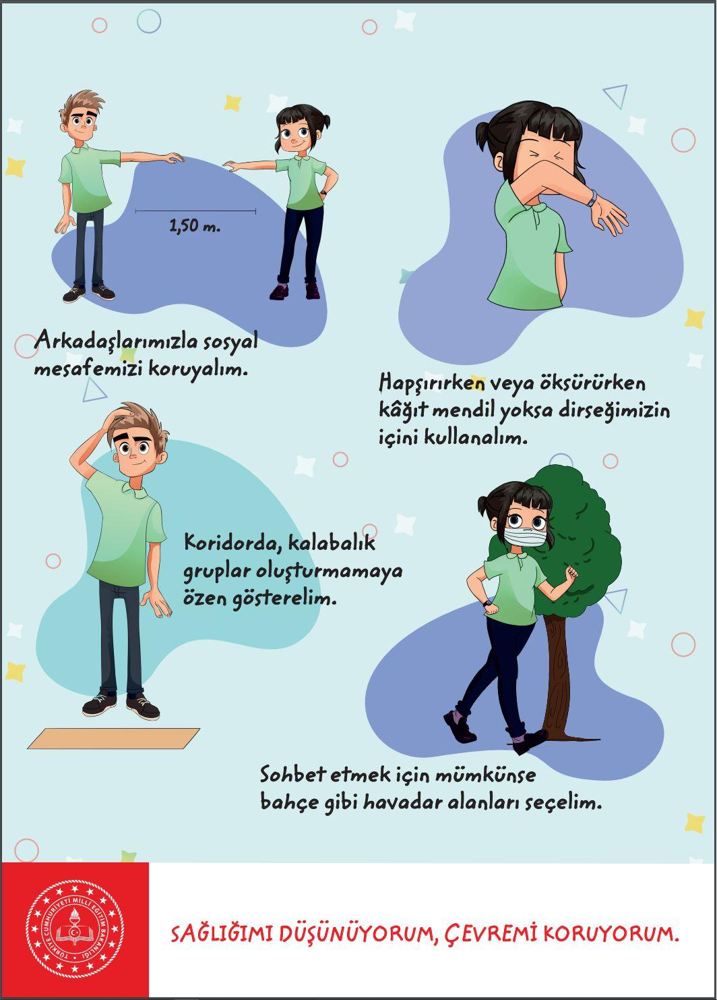 1,50 m.
Arkadaşlarımızla sosyal
mesafemizi koruyalım.
Hapşırırken veya öksürürken
kâğıt mendil yoksa dirseğimizin
içini kullanalım.
Koridorda, kalabalık
gruplar oluşturmamaya
özen gösterelim.
Sohbet etmek için mümkünse
bahçe gibi havadar alanları seçelim.
TÜRKİYE CUMHURİYETİ MİLLİ EĞİTİM BAKANLIĞI
SAĞLIĞIMI DÜŞÜNÜYORUM, ÇEVREMİ KORUYORUM.